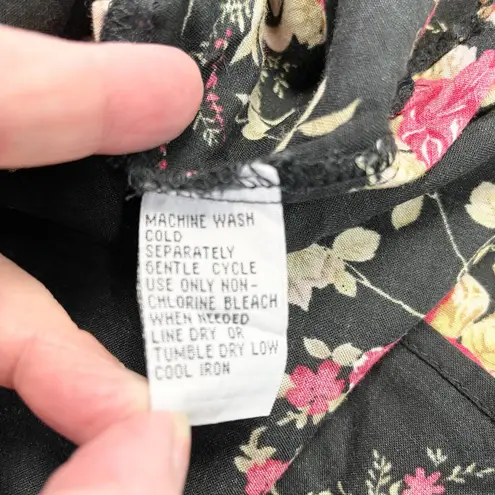 MACHINE WASH
COLD
SEPARATELY
GENTLE CYCLE
USE ONLY NON-
CHLORINE BLEACH
WHEN NEEDED
LINE DRY OR
TUMBLE DRY LOW
COOL IRON